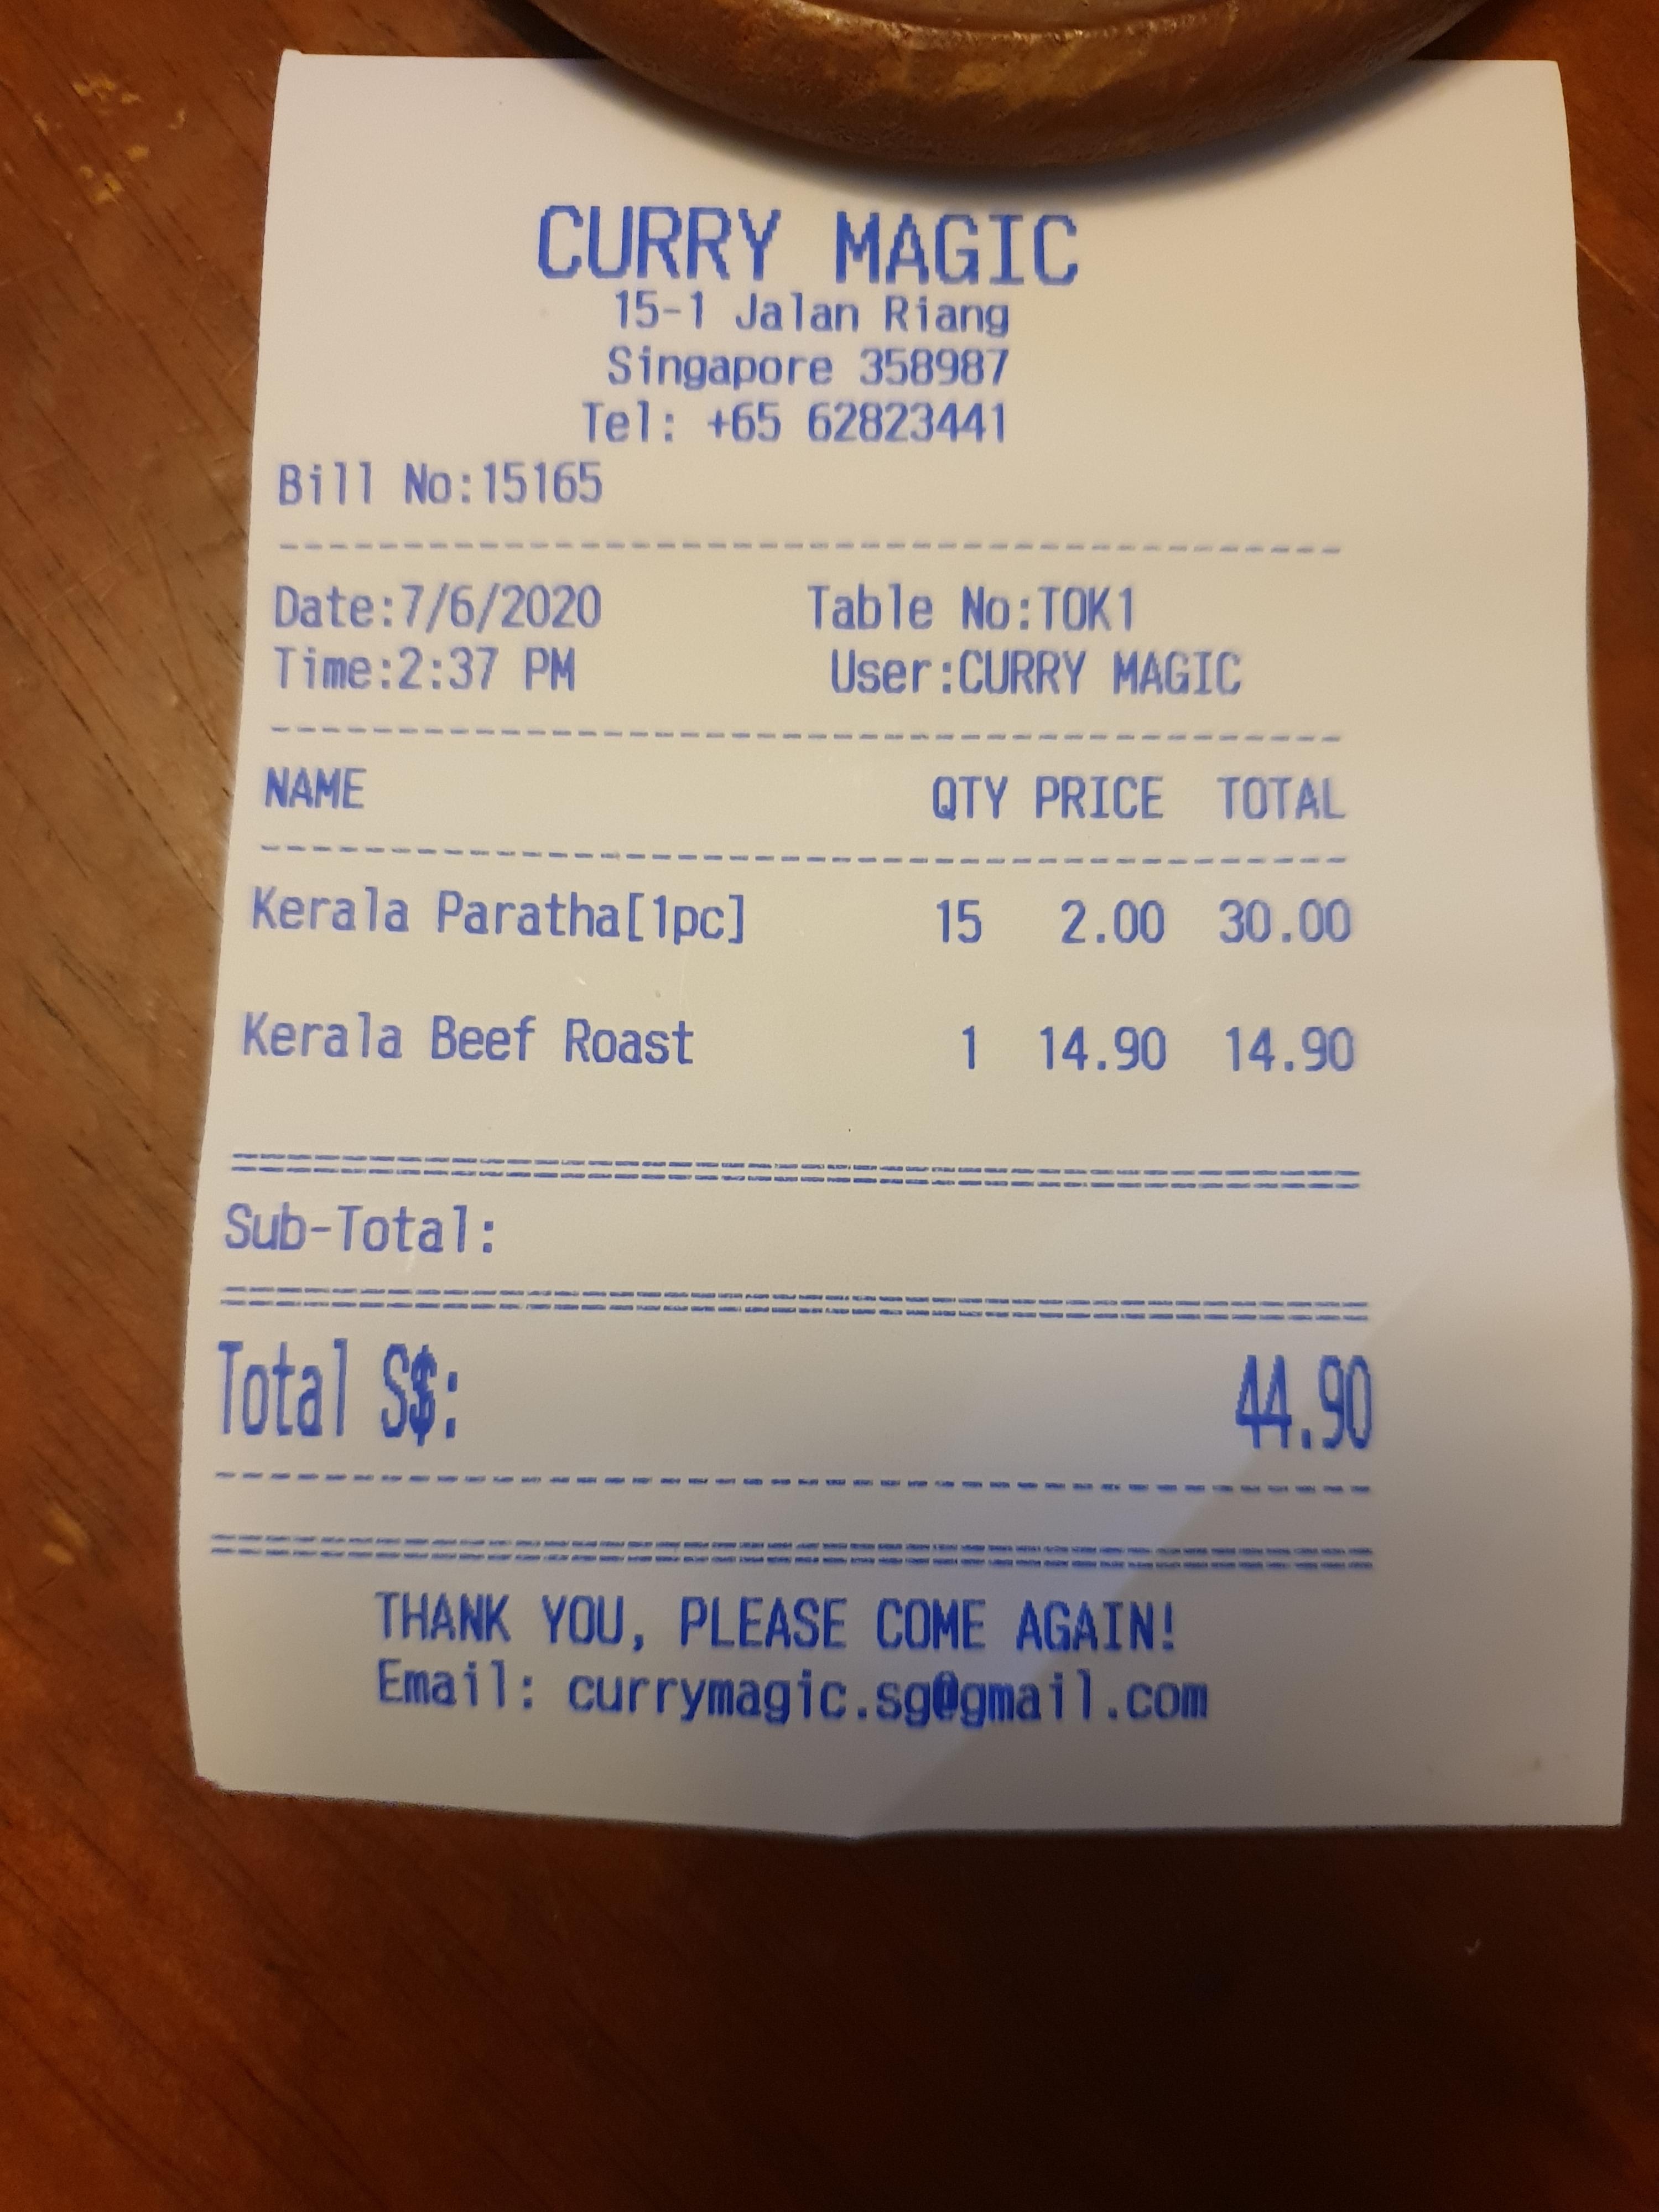 CURRY MAGIC
15-1 Jalan Riang
Singapore 358987
Tel: +65 62823441
Bill No:15165
Date:7/6/2020 Table No:TOK1
Time:2:37 PM User:CURRY MAGIC
NAME QTY PRICE TOTAL
Kerala Paratha[1pc] 15 2.00 30.00
Kerala Beef Roast 1 14.90 14.90
Sub-Total:
Total S$: 44.90
THANK YOU, PLEASE COME AGAIN!
Email: currymagic.sg@gmail.com